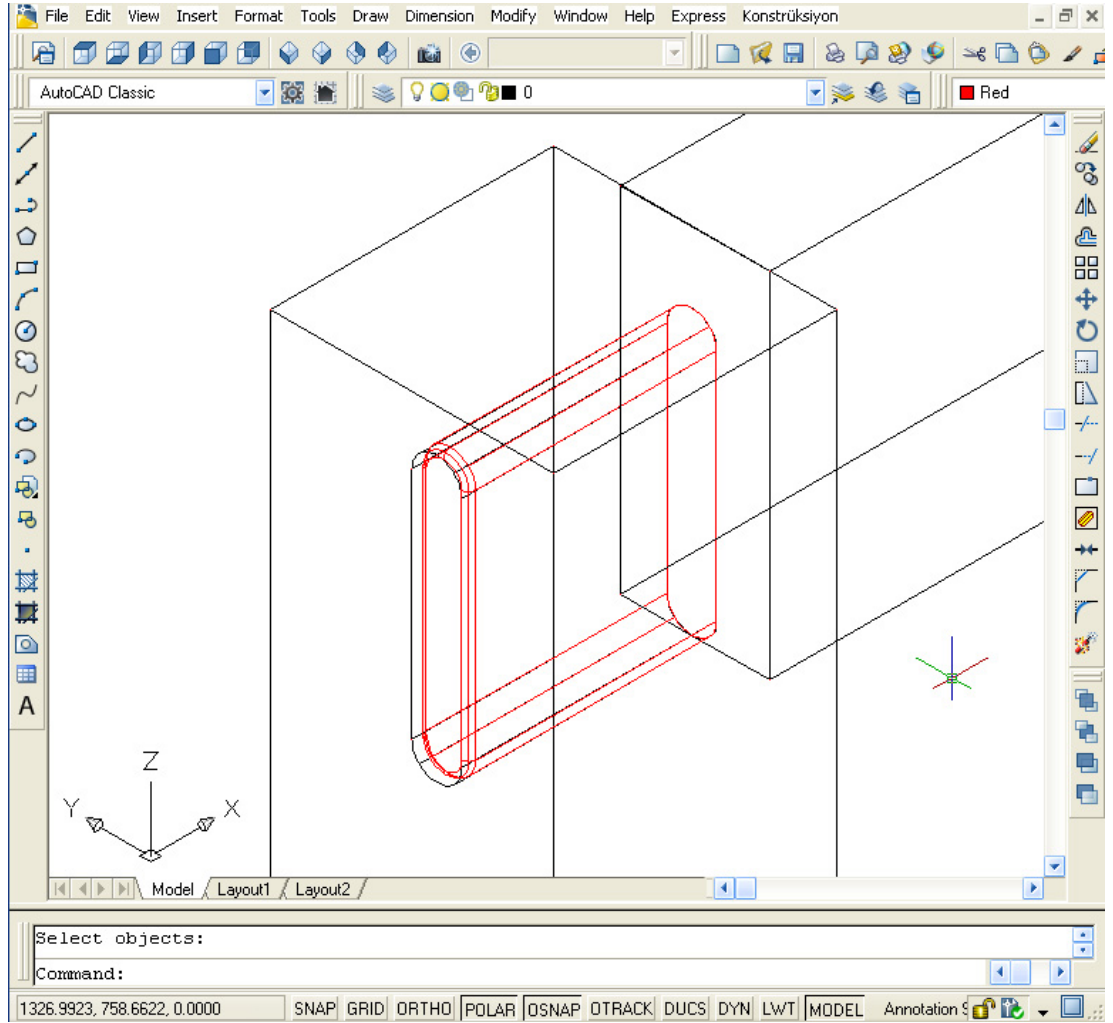 File Edit View Insert Format Tools Draw Dimension Modify Window Help Express Konstrüksiyon
AutoCAD Classic
0
Red
A
Z
Y
X
Model Layout1 Layout2
Select objects:
Command:
1326.9923, 758.6622, 0.0000 SNAP GRID ORTHO POLAR OSNAP OTRACK DUCS DYN LWT MODEL Annotation